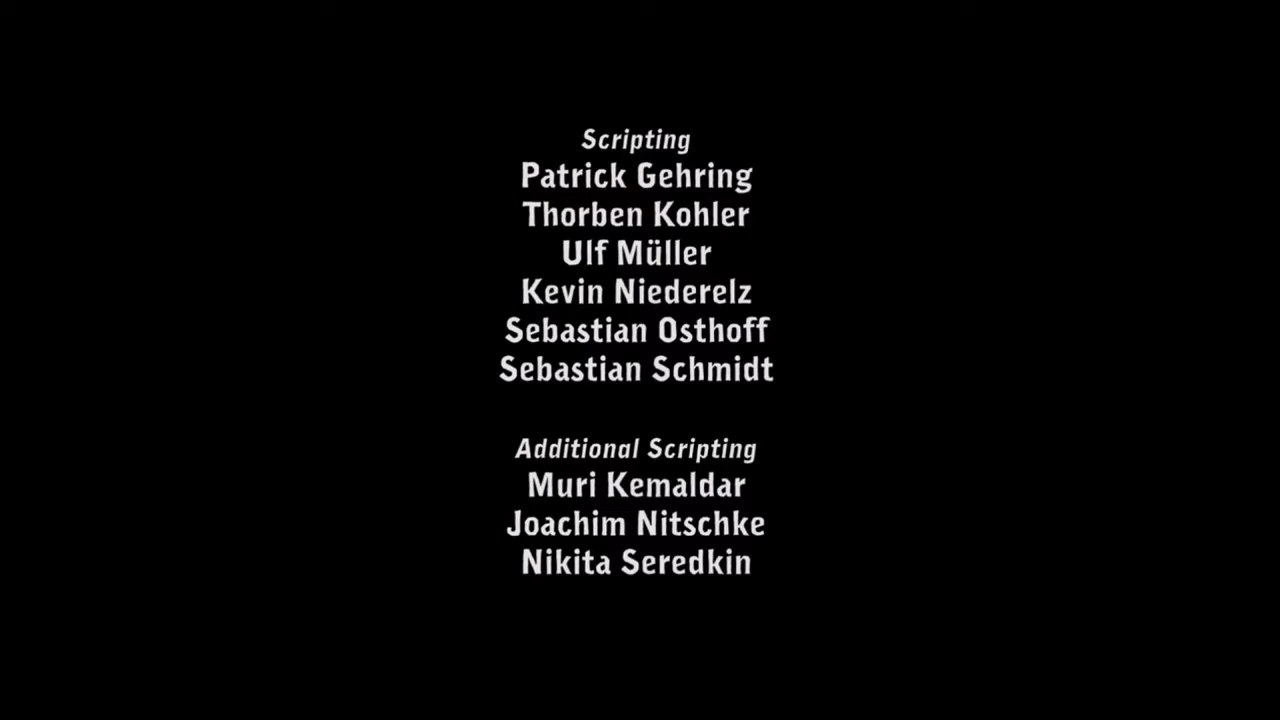 Scripting
Patrick Gehring
Thorben Kohler
Ulf Müller
Kevin Niederelz
Sebastian Osthoff
Sebastian Schmidt
Additional Scripting
Muri Kemaldar
Joachim Nitschke
Nikita Seredkin